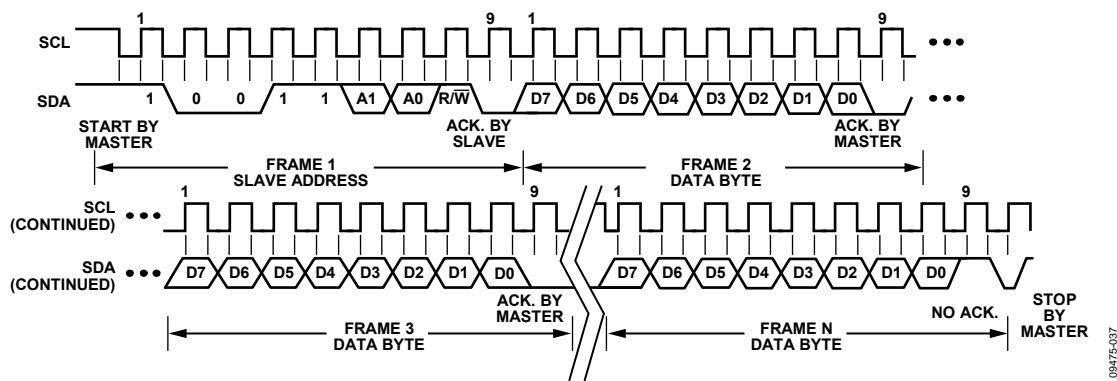 1 9 1 9
SCL
SDA 1 0 0 1 1 A1 A0 R/W̅ D7 D6 D5 D4 D3 D2 D1 D0
START BY
MASTER
ACK. BY
SLAVE
ACK. BY
MASTER
FRAME 1
SLAVE ADDRESS
FRAME 2
DATA BYTE
1 9 1 9
SCL
(CONTINUED)
SDA
(CONTINUED)
D7 D6 D5 D4 D3 D2 D1 D0 D7 D6 D5 D4 D3 D2 D1 D0
ACK. BY
MASTER
NO ACK.
STOP
BY
MASTER
FRAME 3
DATA BYTE
FRAME N
DATA BYTE
09475-037